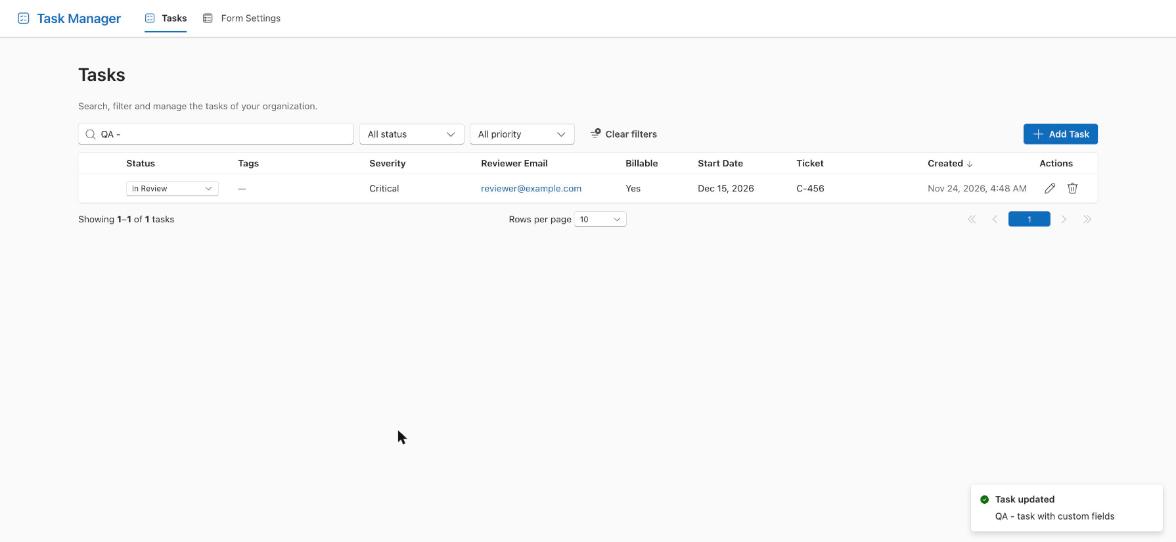 Task Manager Tasks Form Settings
Tasks
Search, filter and manage the tasks of your organization.
QA - All status All priority Clear filters Add Task
Status Tags Severity Reviewer Email Billable Start Date Ticket Created ↓ Actions
In Review — Critical reviewer@example.com Yes Dec 15, 2026 C-456 Nov 24, 2026, 4:48 AM
Showing 1–1 of 1 tasks Rows per page 10 1
Task updated
QA - task with custom fields